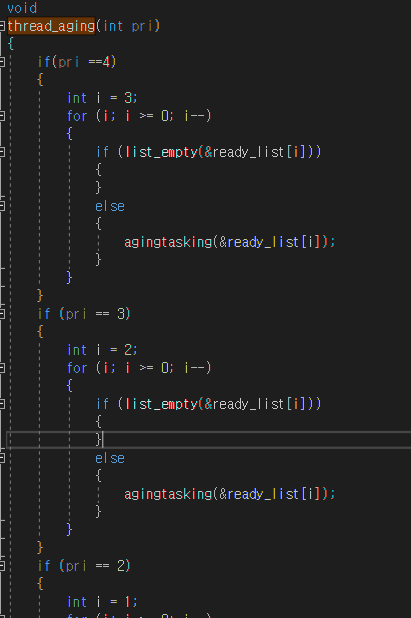 void
thread_aging(int pri)
{
    if(pri ==4)
    {
        int i = 3;
        for (i; i >= 0; i--)
        {
            if (list_empty(&ready_list[i]))
            {
            }
            else
            {
                agingtasking(&ready_list[i]);
            }
        }
    }
    if (pri == 3)
    {
        int i = 2;
        for (i; i >= 0; i--)
        {
            if (list_empty(&ready_list[i]))
            {
            }
            else
            {
                agingtasking(&ready_list[i]);
            }
        }
    }
    if (pri == 2)
    {
        int i = 1;